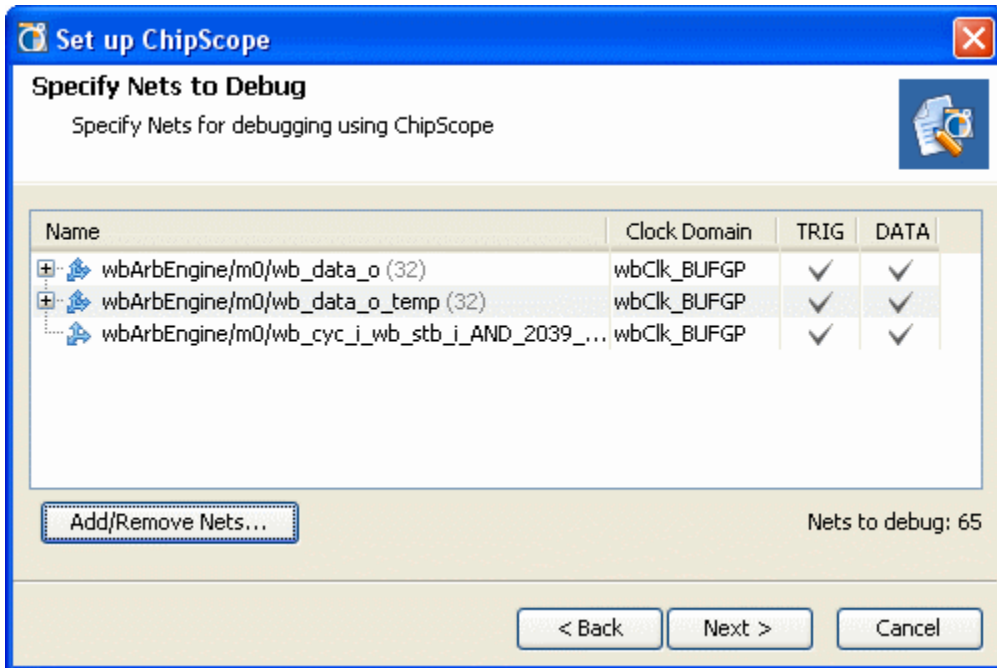 Set up ChipScope
Specify Nets to Debug
Specify Nets for debugging using ChipScope
Name Clock Domain TRIG DATA
wbArbEngine/m0/wb_data_o (32) wbClk_BUFGP
wbArbEngine/m0/wb_data_o_temp (32) wbClk_BUFGP
wbArbEngine/m0/wb_cyc_i_wb_stb_i_AND_2039_... wbClk_BUFGP
Add/Remove Nets... Nets to debug: 65
< Back Next > Cancel